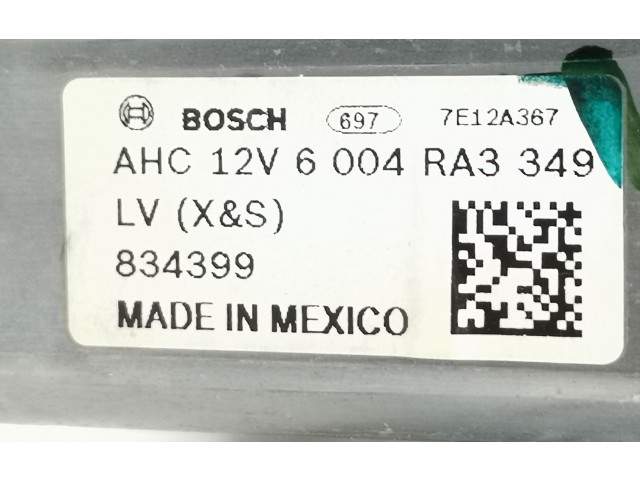 BOSCH 697 7E12A367
AHC 12V 6 004 RA3 349
LV (X&S)
834399
MADE IN MEXICO